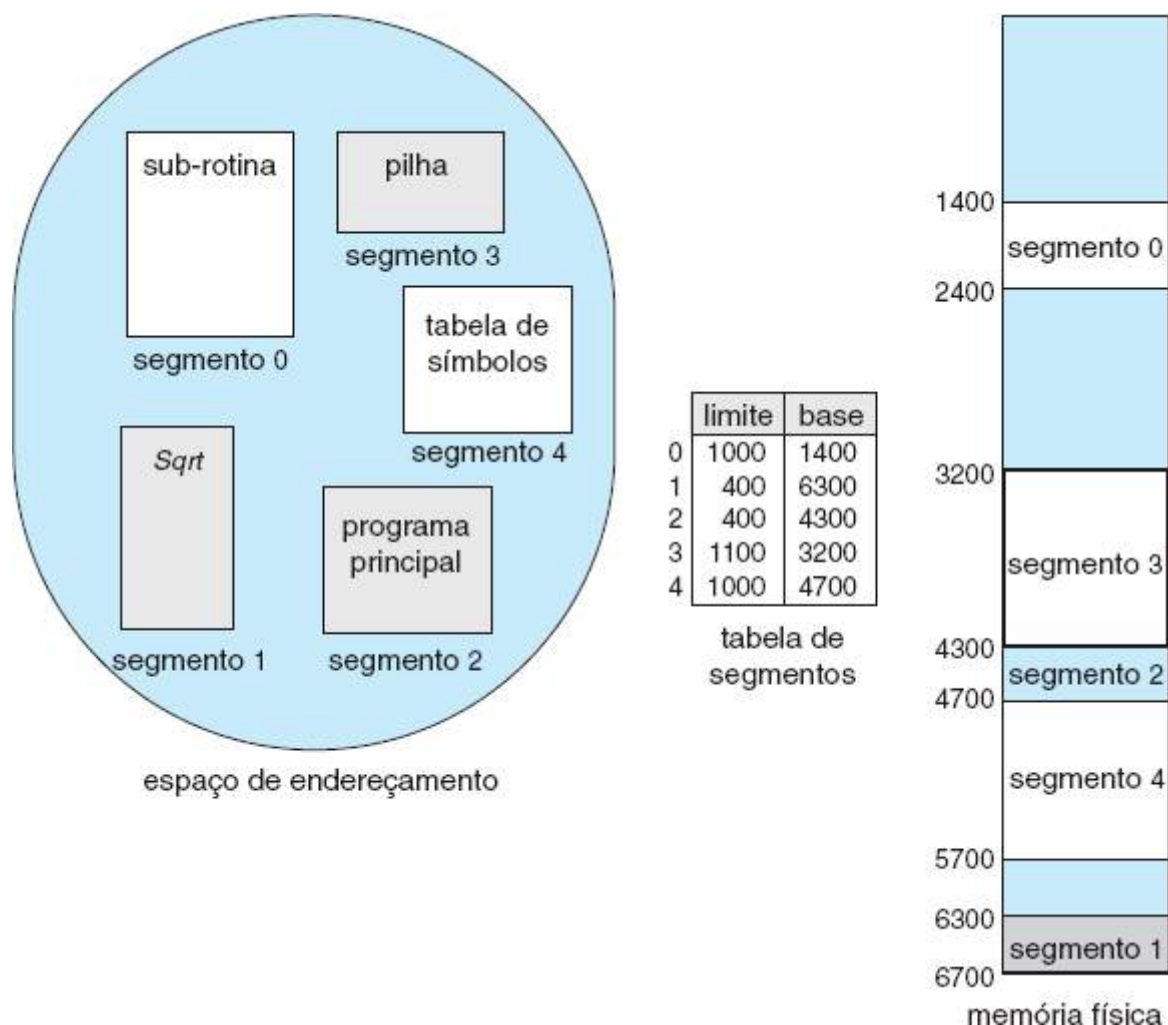 sub-rotina
segmento 0
pilha
segmento 3
tabela de
símbolos
segmento 4
Sqrt
segmento 1
programa
principal
segmento 2
espaço de endereçamento
limite base
0 1000 1400
1 400 6300
2 400 4300
3 1100 3200
4 1000 4700
tabela de
segmentos
1400
segmento 0
2400
3200
segmento 3
4300
segmento 2
4700
segmento 4
5700
6300
segmento 1
6700
memória física